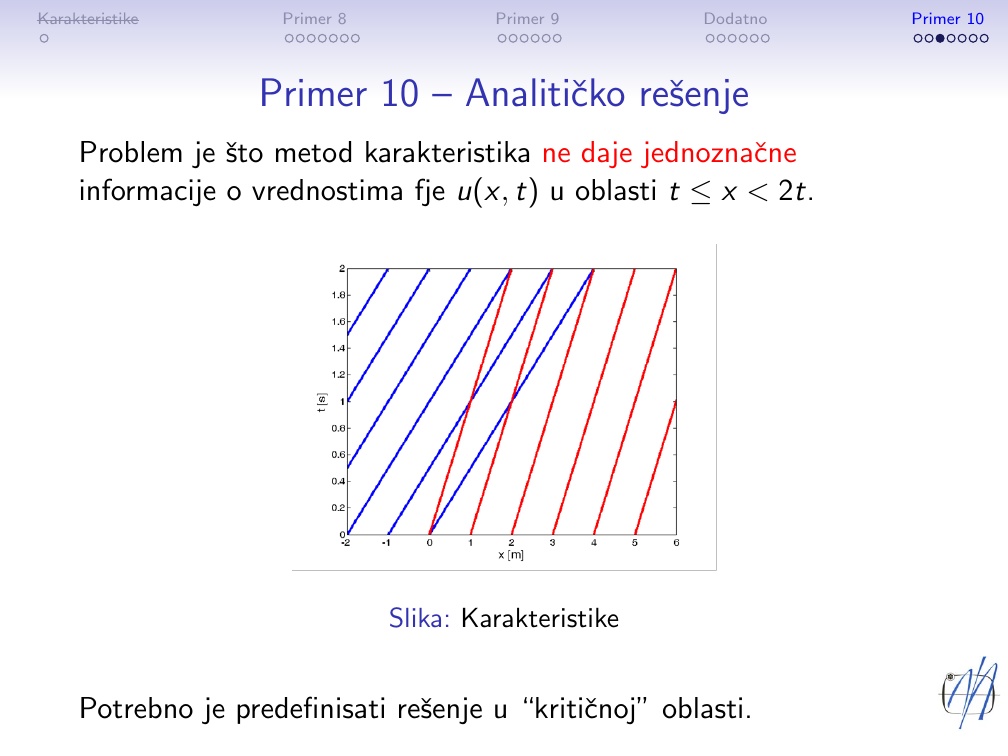 Karakteristike Primer 8 Primer 9 Dodatno Primer 10
Primer 10 – Analitičko rešenje
Problem je što metod karakteristika ne daje jednoznačne
informacije o vrednostima fje u(x, t) u oblasti t ≤ x < 2t.
2
1.8
1.6
1.4
1.2
1
0.8
0.6
0.4
0.2
0
t [s]
-2 -1 0 1 2 3 4 5 6
x [m]
Slika: Karakteristike
Potrebno je predefinisati rešenje u “kritičnoj” oblasti.